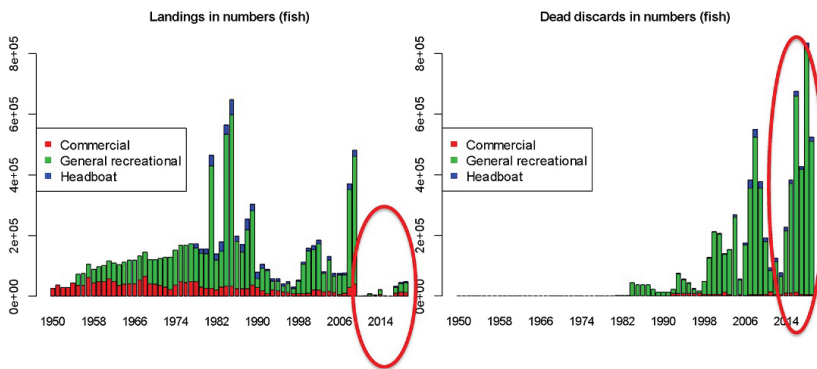 Landings in numbers (fish)
8e+05
6e+05
4e+05
2e+05
0e+00
Commercial
General recreational
Headboat
1950 1958 1966 1974 1982 1990 1998 2006 2014
Dead discards in numbers (fish)
8e+05
6e+05
4e+05
2e+05
0e+00
Commercial
General recreational
Headboat
1950 1958 1966 1974 1982 1990 1998 2006 2014